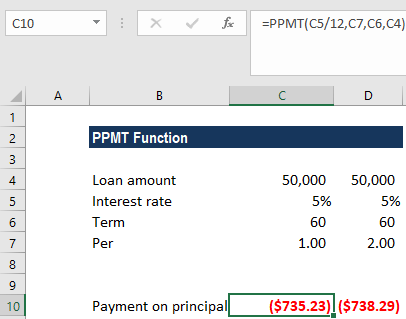 C10 fx =PPMT(C5/12,C7,C6,C4)
A B C D
1
2 PPMT Function
3
4 Loan amount 50,000 50,000
5 Interest rate 5% 5%
6 Term 60 60
7 Per 1.00 2.00
8
9
10 Payment on principal ($735.23) ($738.29)